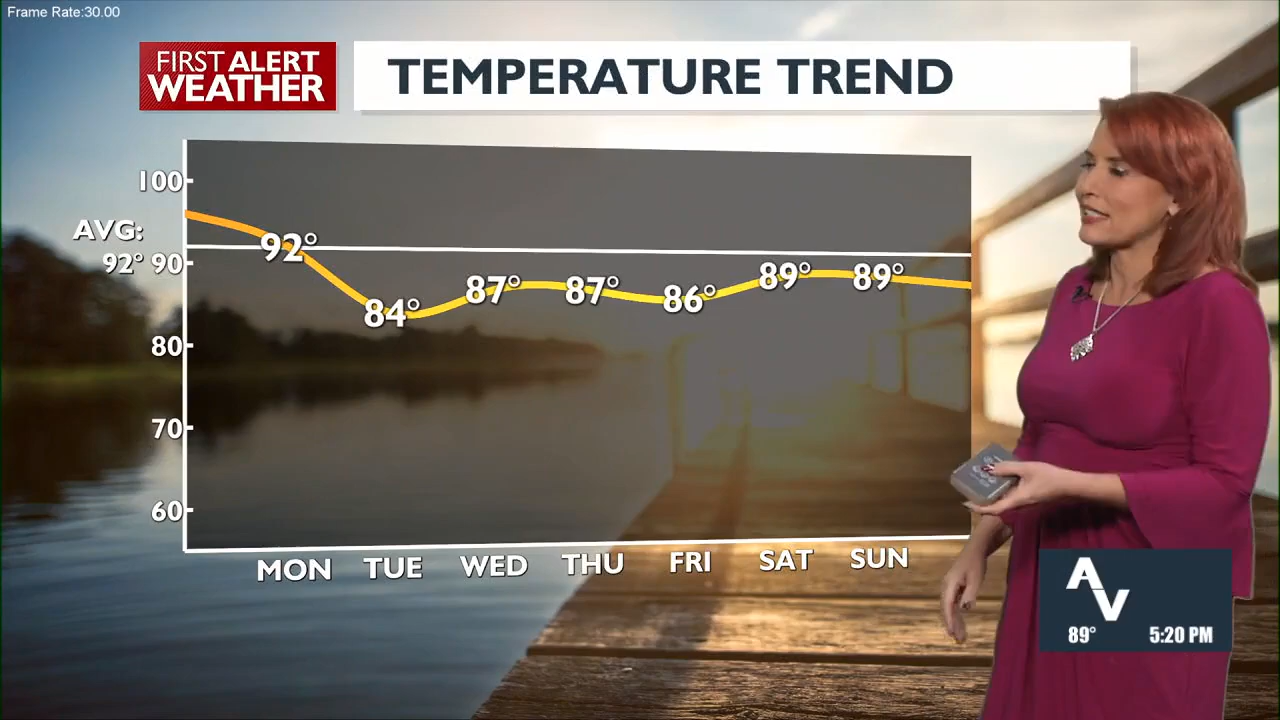 Frame Rate:30.00
FIRST ALERT
WEATHER
TEMPERATURE TREND
100
AVG:
92° 90
80
70
60
92°
84°
87°
87°
86°
89°
89°
MON TUE WED THU FRI SAT SUN
AV
89° 5:20 PM